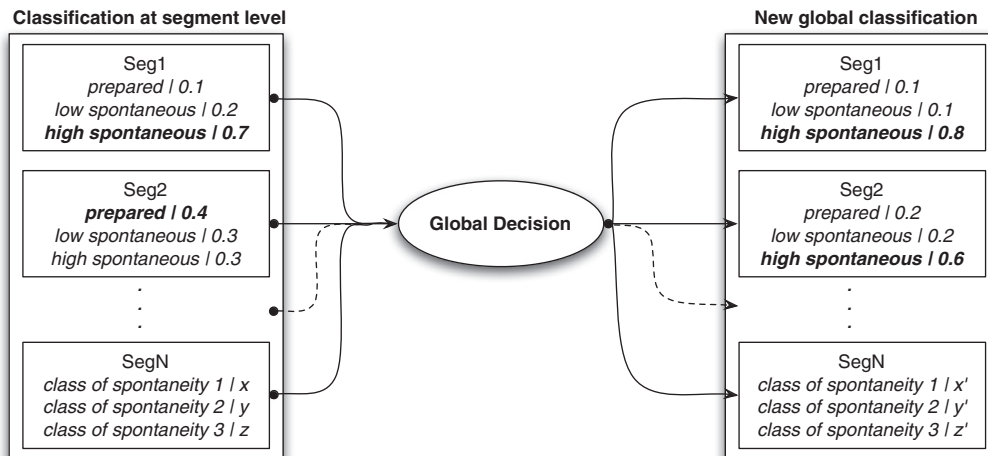 Classification at segment level
Seg1
prepared | 0.1
low spontaneous | 0.2
high spontaneous | 0.7
Seg2
prepared | 0.4
low spontaneous | 0.3
high spontaneous | 0.3
.
.
.
SegN
class of spontaneity 1 | x
class of spontaneity 2 | y
class of spontaneity 3 | z
Global Decision
New global classification
Seg1
prepared | 0.1
low spontaneous | 0.1
high spontaneous | 0.8
Seg2
prepared | 0.2
low spontaneous | 0.2
high spontaneous | 0.6
.
.
.
SegN
class of spontaneity 1 | x'
class of spontaneity 2 | y'
class of spontaneity 3 | z'